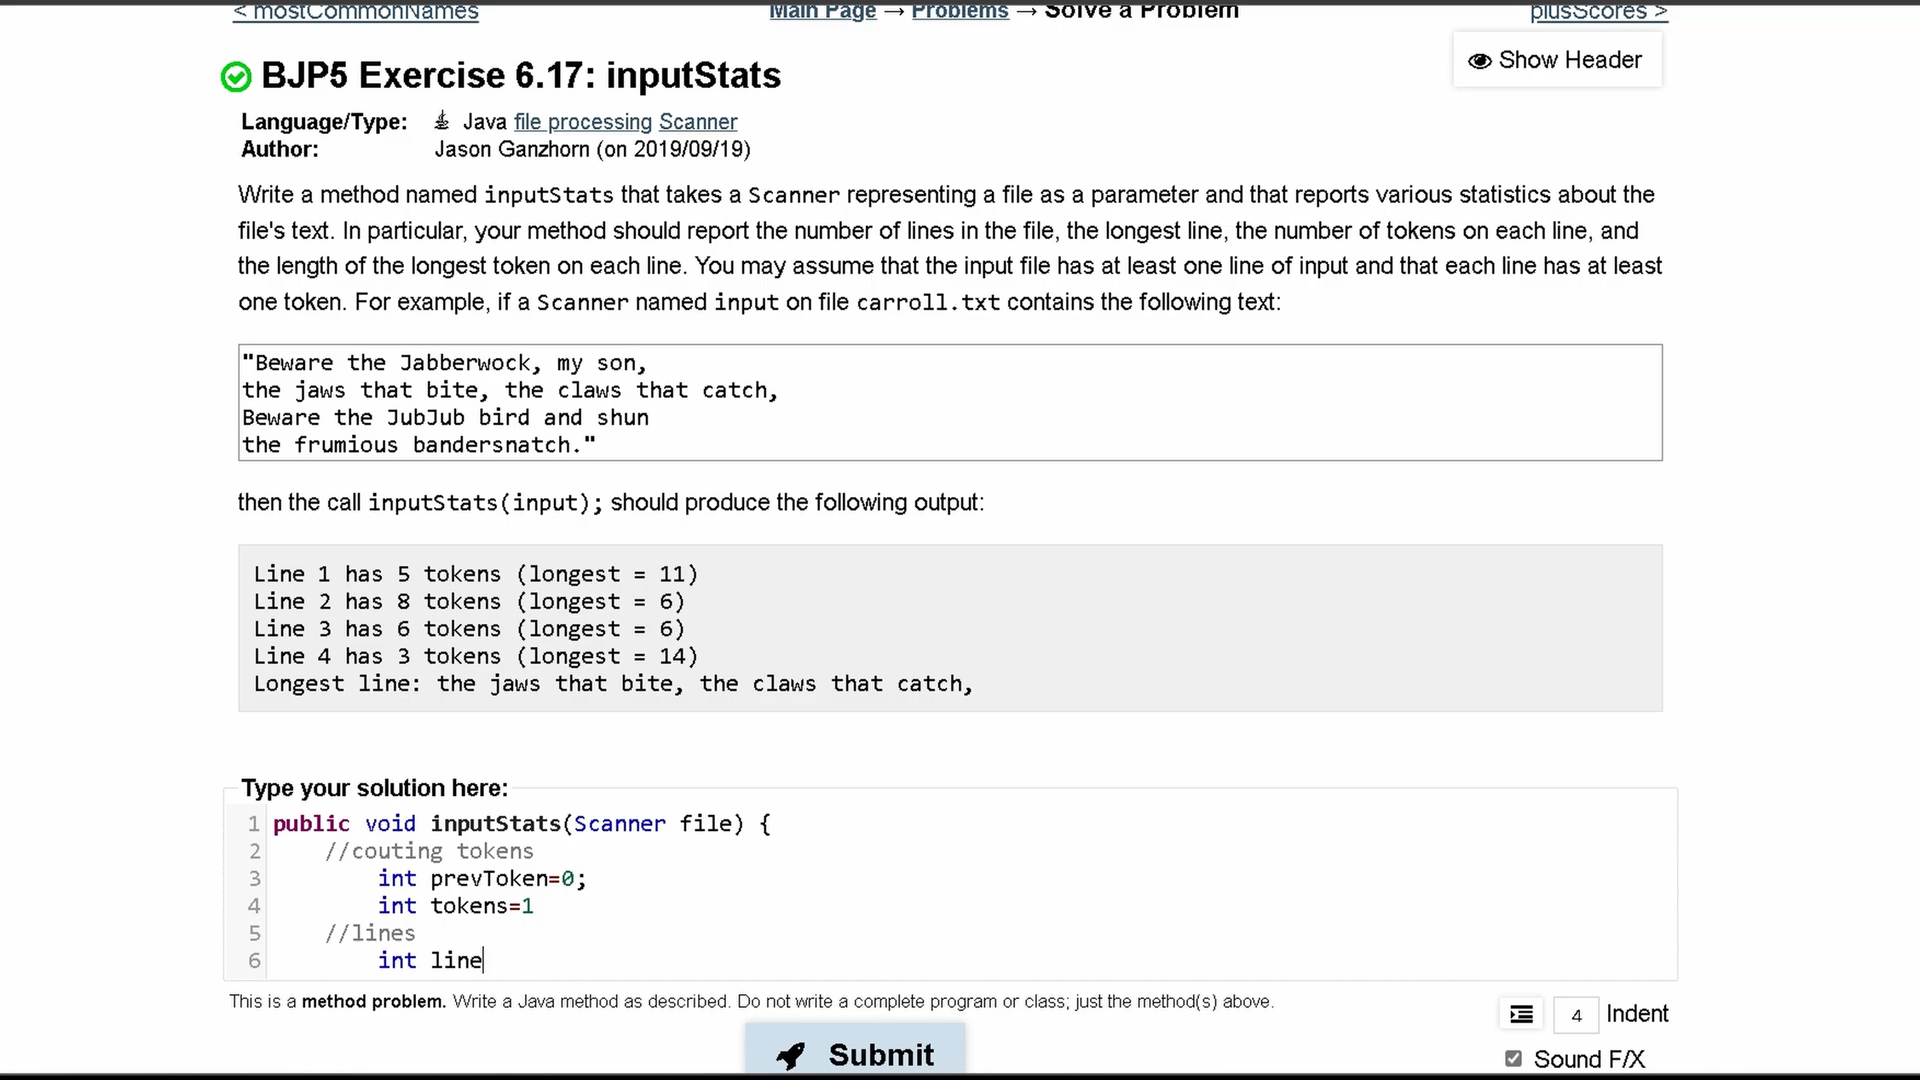 < mostCommonNames
Main Page → Problems → Solve a Problem
plusScores >
Show Header
BJP5 Exercise 6.17: inputStats
Language/Type: Java file processing Scanner
Author: Jason Ganzhorn (on 2019/09/19)
Write a method named inputStats that takes a Scanner representing a file as a parameter and that reports various statistics about the
file's text. In particular, your method should report the number of lines in the file, the longest line, the number of tokens on each line, and
the length of the longest token on each line. You may assume that the input file has at least one line of input and that each line has at least
one token. For example, if a Scanner named input on file carroll.txt contains the following text:
"Beware the Jabberwock, my son,
the jaws that bite, the claws that catch,
Beware the JubJub bird and shun
the frumious bandersnatch."
then the call inputStats(input); should produce the following output:
Line 1 has 5 tokens (longest = 11)
Line 2 has 8 tokens (longest = 6)
Line 3 has 6 tokens (longest = 6)
Line 4 has 3 tokens (longest = 14)
Longest line: the jaws that bite, the claws that catch,
Type your solution here:
1 public void inputStats(Scanner file) {
2 //couting tokens
3 int prevToken=0;
4 int tokens=1
5 //lines
6 int line
This is a method problem. Write a Java method as described. Do not write a complete program or class; just the method(s) above.
4 Indent
Submit
Sound F/X